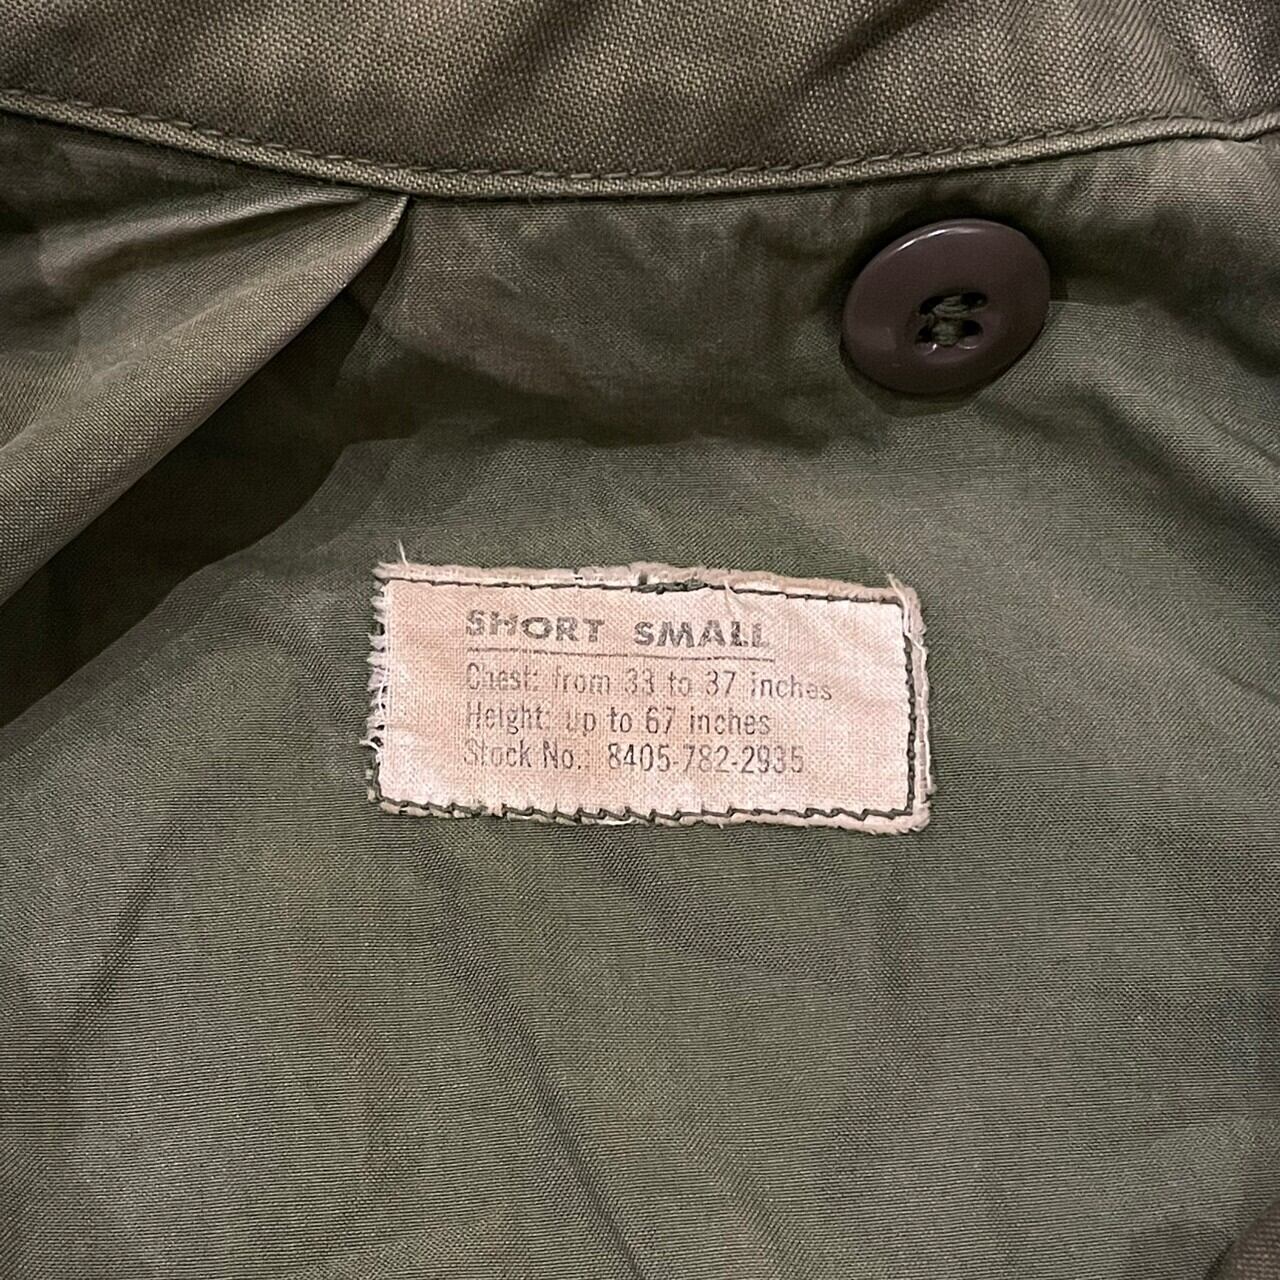 SHORT SMALL
Chest: from 33 to 37 inches
Height: up to 67 inches
Stock No.: 8405-782-2935